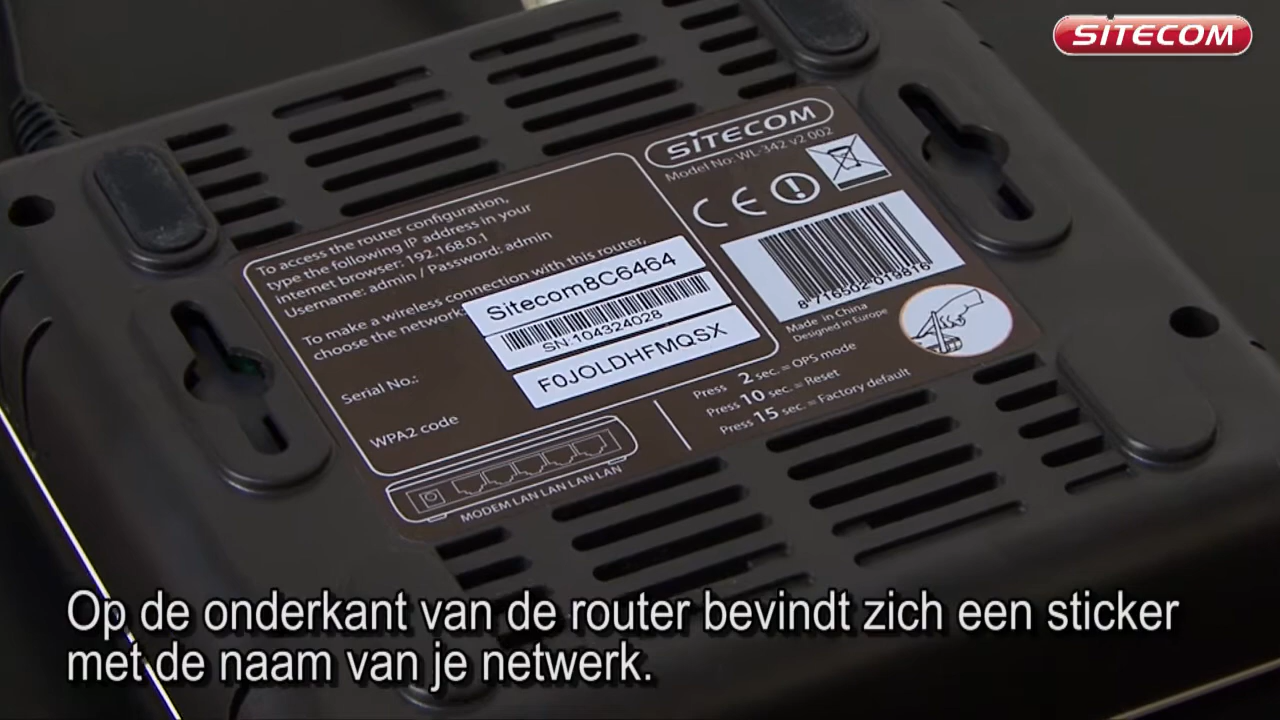 SITECOM
SITECOM
Model No: WL-342 v2 002
To access the router configuration,
type the following IP address in your
internet browser: 192.168.0.1
Username: admin / Password: admin
To make a wireless connection with this router,
choose the network:
Sitecom8C6464
SN:104324028
Serial No.:
F0JOLDHFMQSX
WPA2 code
CE
8 716502 019816
Made in China
Designed in Europe
Press 2 sec. = OPS mode
Press 10 sec. = Reset
Press 15 sec. = Factory default
MODEM LAN LAN LAN LAN
Op de onderkant van de router bevindt zich een sticker
met de naam van je netwerk.